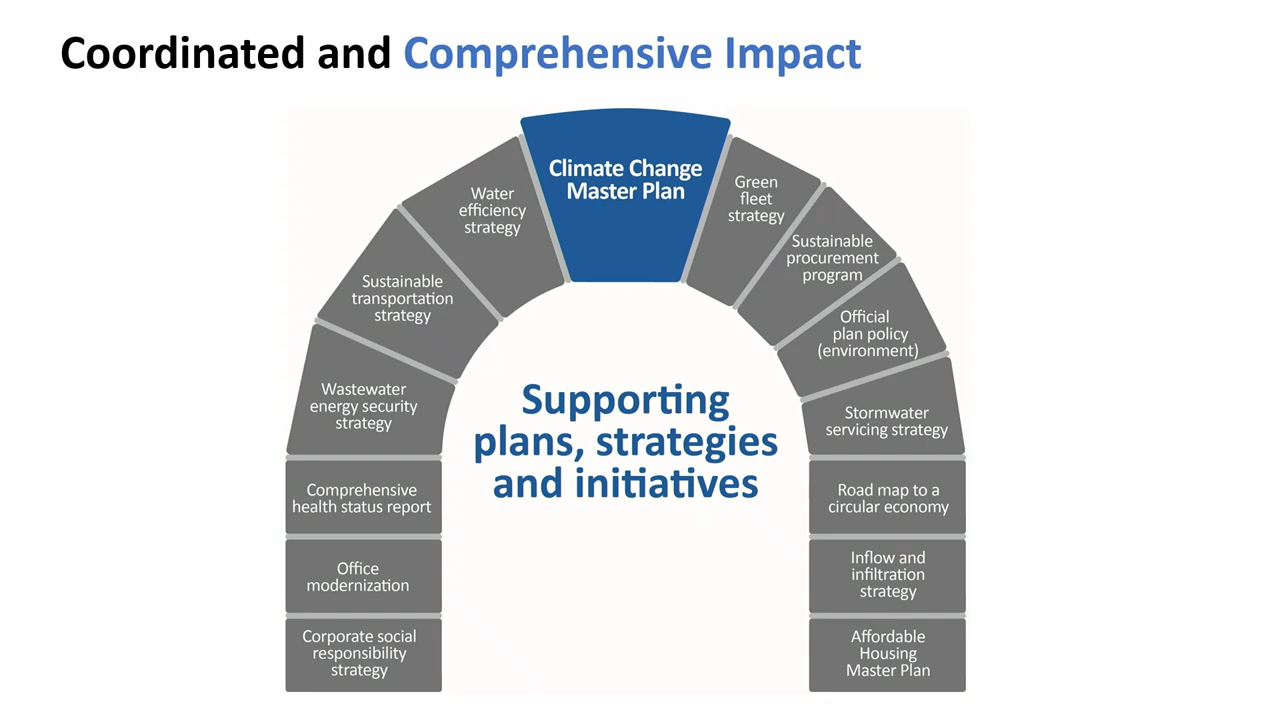 Coordinated and Comprehensive Impact
Climate Change
Master Plan
Water
efficiency
strategy
Sustainable
transportation
strategy
Wastewater
energy security
strategy
Comprehensive
health status report
Office
modernization
Corporate social
responsibility
strategy
Green
fleet
strategy
Sustainable
procurement
program
Official
plan policy
(environment)
Stormwater
servicing strategy
Road map to a
circular economy
Inflow and
infiltration
strategy
Affordable
Housing
Master Plan
Supporting
plans, strategies
and initiatives